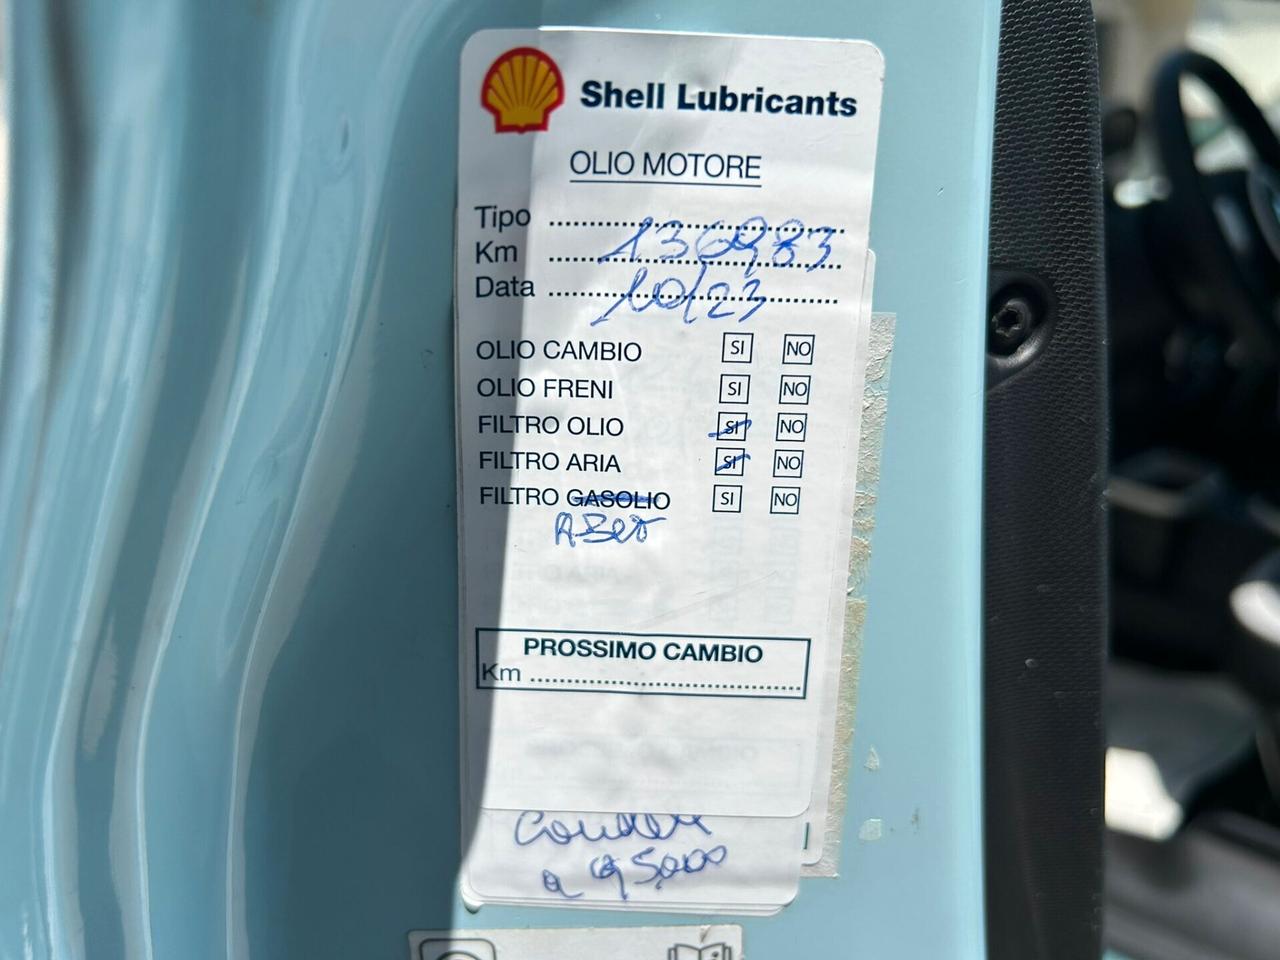 Shell Lubricants
OLIO MOTORE
Tipo
Km 136983
Data 10/23
OLIO CAMBIO SI NO
OLIO FRENI SI NO
FILTRO OLIO SI NO
FILTRO ARIA SI NO
FILTRO GASOLIO SI NO
PROSSIMO CAMBIO
Km
a 95000